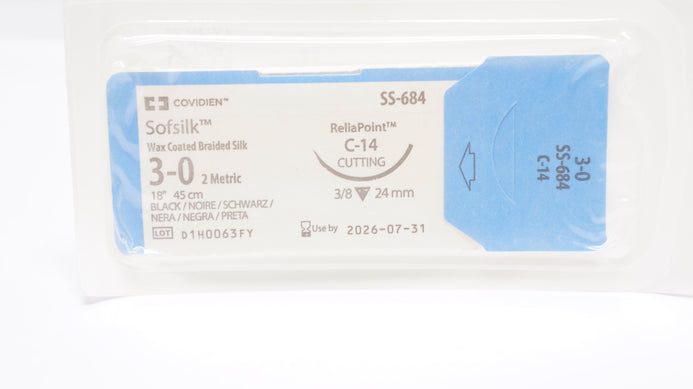 COVIDIEN™
SS-684
Sofsilk™
Wax Coated Braided Silk
3-0 2 Metric
18" 45 cm
BLACK / NOIRE / SCHWARZ /
NERA / NEGRA / PRETA
LOT D1H0063FY
ReliaPoint™
C-14
CUTTING
3/8 24 mm
Use by 2026-07-31
3-0
SS-684
C-14